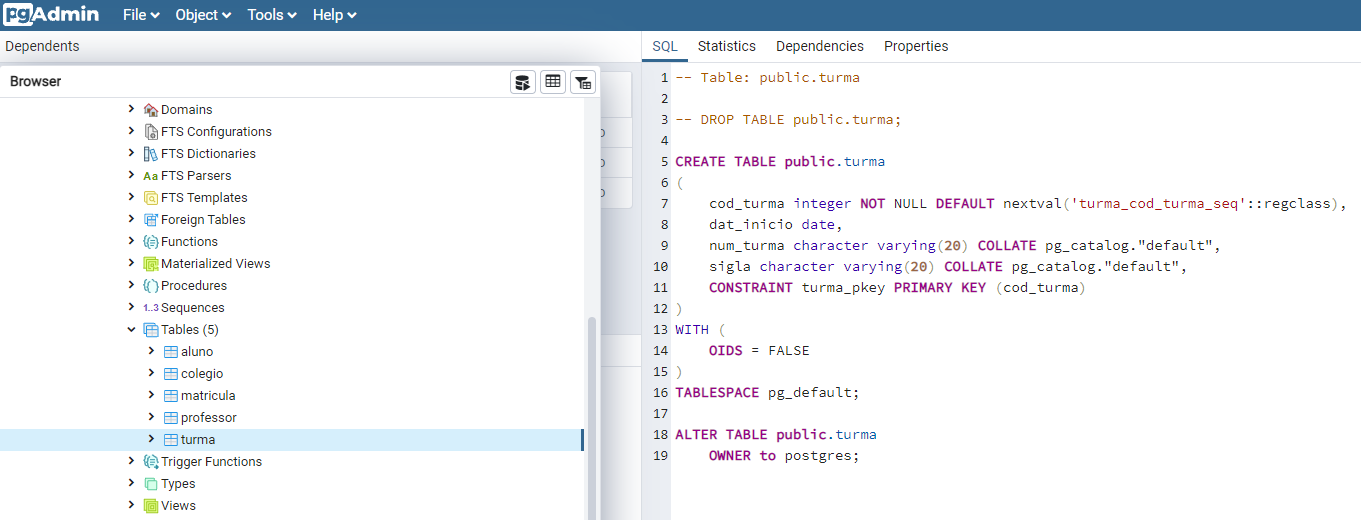 pgAdmin File Object Tools Help
Dependents
Browser
Domains
FTS Configurations
FTS Dictionaries
Aa FTS Parsers
FTS Templates
Foreign Tables
Functions
Materialized Views
Procedures
1..3 Sequences
Tables (5)
aluno
colegio
matricula
professor
turma
Trigger Functions
Types
Views
SQL Statistics Dependencies Properties
1 -- Table: public.turma
2
3 -- DROP TABLE public.turma;
4
5 CREATE TABLE public.turma
6 (
7 cod_turma integer NOT NULL DEFAULT nextval('turma_cod_turma_seq'::regclass),
8 dat_inicio date,
9 num_turma character varying(20) COLLATE pg_catalog."default",
10 sigla character varying(20) COLLATE pg_catalog."default",
11 CONSTRAINT turma_pkey PRIMARY KEY (cod_turma)
12 )
13 WITH (
14 OIDS = FALSE
15 )
16 TABLESPACE pg_default;
17
18 ALTER TABLE public.turma
19 OWNER to postgres;